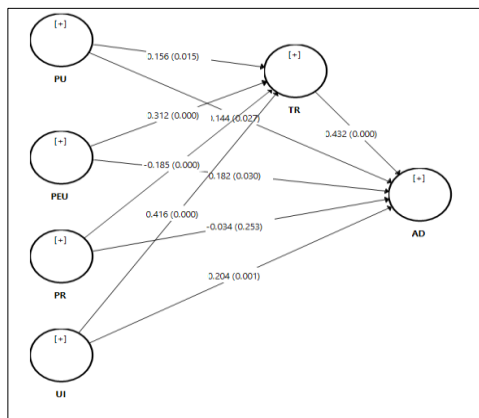 [+]
PU
0.156 (0.015)
[+]
TR
0.312 (0.000)
0.144 (0.027)
0.432 (0.000)
[+]
PEU
-0.185 (0.000)
0.182 (0.030)
[+]
AD
0.416 (0.000)
-0.034 (0.253)
[+]
PR
0.204 (0.001)
[+]
UI